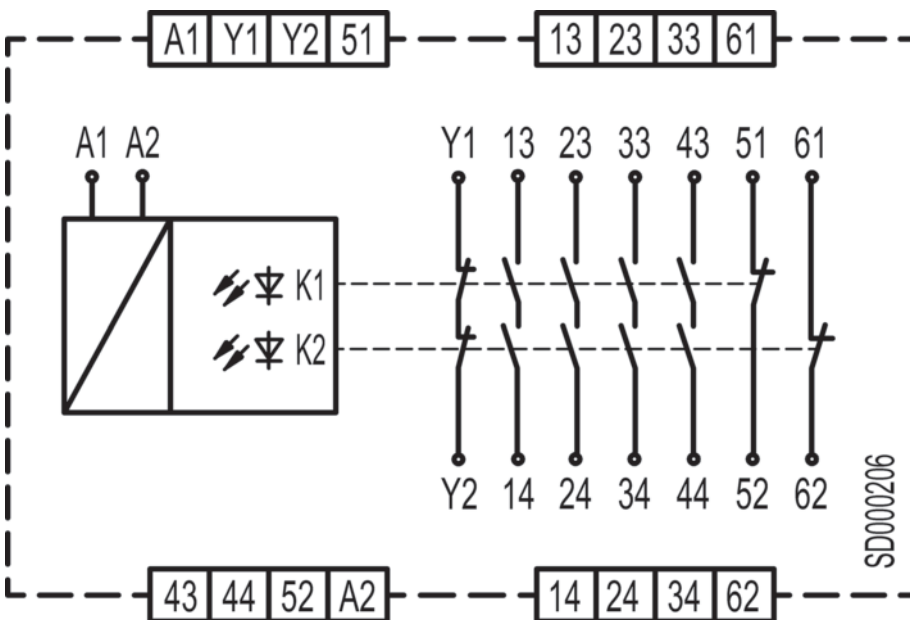 A1 Y1 Y2 51 13 23 33 61
A1 A2 Y1 13 23 33 43 51 61
K1
K2
Y2 14 24 34 44 52 62
SD000206
43 44 52 A2 14 24 34 62